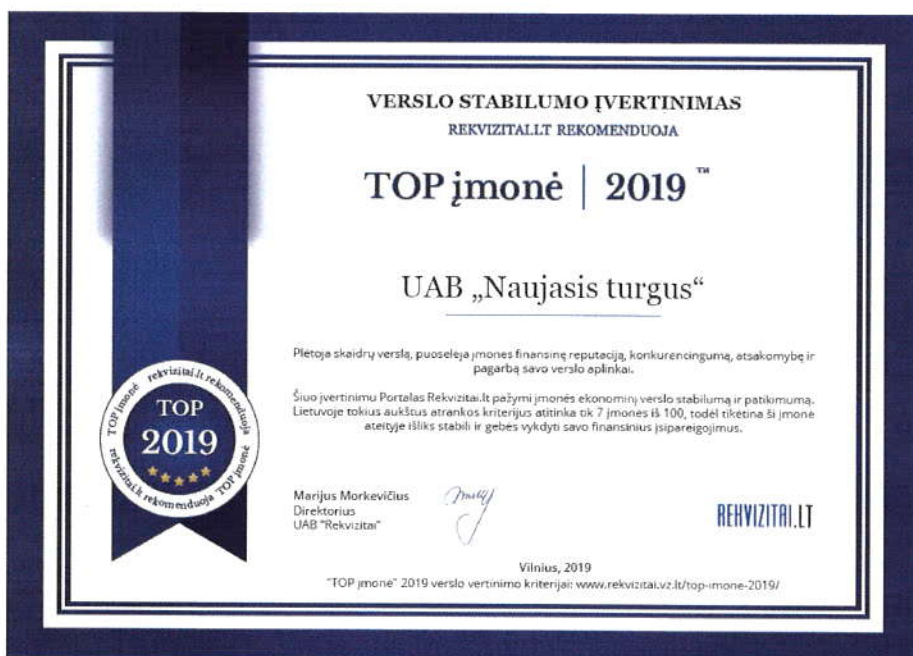 VERSLO STABILUMO ĮVERTINIMAS
REKVIZITAI.LT REKOMENDUOJA
TOP įmonė | 2019 ™
UAB „Naujasis turgus“
Plėtoja skaidrų verslą, puoselėja įmonės finansinę reputaciją, konkurencingumą, atsakomybę ir
pagarbą savo verslo aplinkai.
Šiuo įvertinimu Portalas Rekvizitai.lt pažymi įmonės ekonominį verslo stabilumą ir patikimumą.
Lietuvoje tokius aukštus atrankos kriterijus atitinka tik 7 įmonės iš 100, todėl tikėtina ši įmonė
ateityje išliks stabili ir gebės vykdyti savo finansinius įsipareigojimus.
TOP įmonė rekvizitai.lt rekomenduoja
TOP
2019
rekvizitai.lt rekomenduoja TOP įmonė
Marijus Morkevičius
Direktorius
UAB "Rekvizitai"
REKVIZITAI.LT
Vilnius, 2019
"TOP įmonė" 2019 verslo vertinimo kriterijai: www.rekvizitai.vz.lt/top-imone-2019/